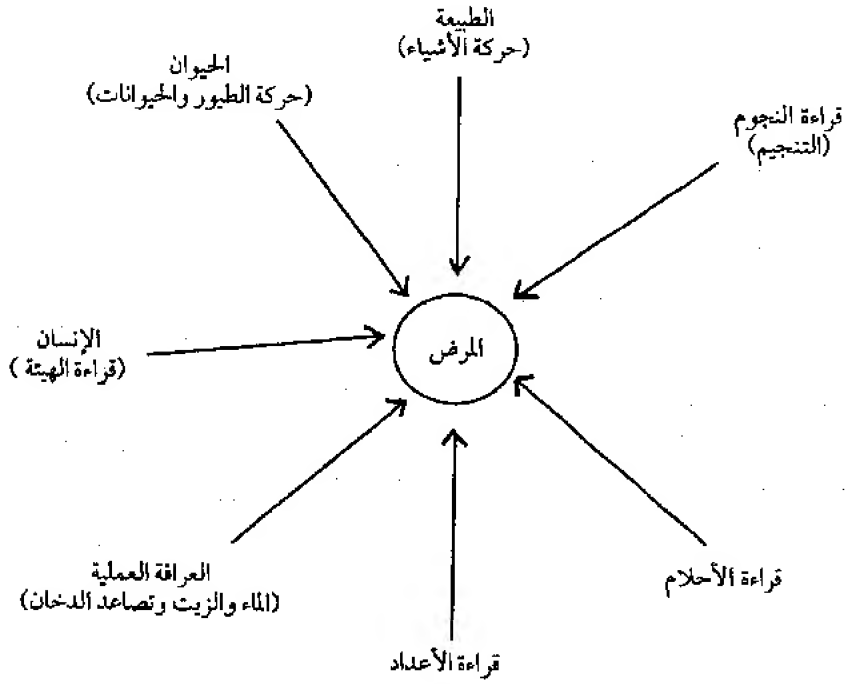 الطبيعة
(حركة الأشياء)
الحيوان
(حركة الطيور والحيوانات)
قراءة النجوم
(التنجيم)
المرض
الإنسان
(قراءة الهيئة )
العرافة العملية
(الماء والزيت وتصاعد الدخان)
قراءة الأحلام
قراءة الأعداد